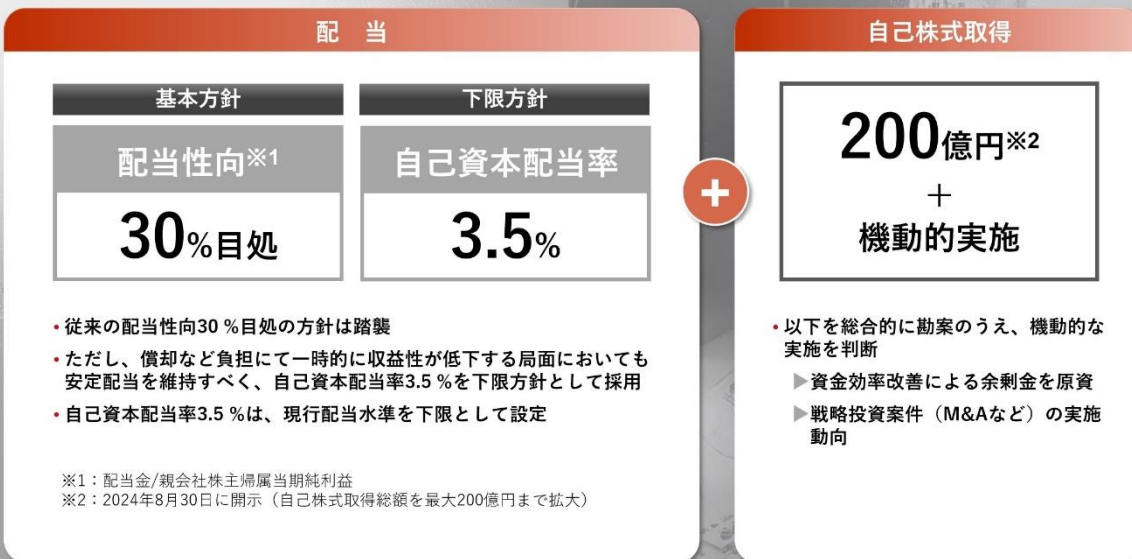 配　当
基本方針
配当性向※1
30%目処
下限方針
自己資本配当率
3.5%
・従来の配当性向30 %目処の方針は踏襲
・ただし、償却など負担にて一時的に収益性が低下する局面においても
安定配当を維持すべく、自己資本配当率3.5 %を下限方針として採用
・自己資本配当率3.5 %は、現行配当水準を下限として設定
※1：配当金/親会社株主帰属当期純利益
※2：2024年8月30日に開示（自己株式取得総額を最大200億円まで拡大）
+
自己株式取得
200億円※2
＋
機動的実施
・以下を総合的に勘案のうえ、機動的な
実施を判断
▶資金効率改善による余剰金を原資
▶戦略投資案件（M&Aなど）の実施
動向